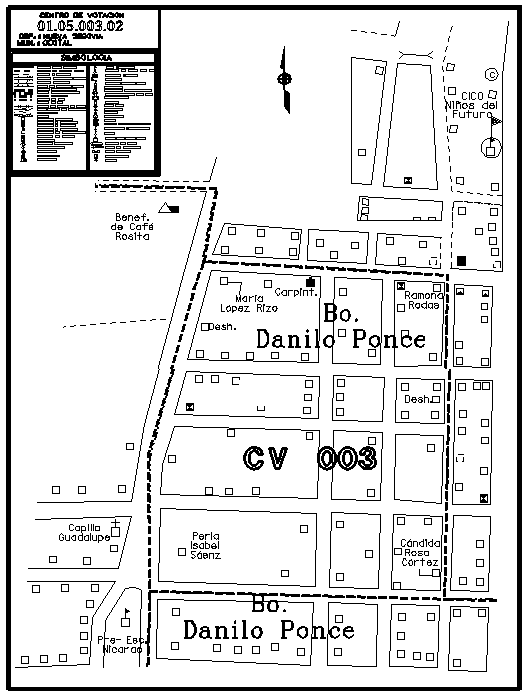 CENTRO DE VOTACION
01.05.003.02
DEP.: NUEVA SEGOVIA
MUN.: OCOTAL
SIMBOLOGIA
C
CICO
Niños del
Futuro
Benef.
de Café
Rosita
María
López Rizo
Carpint.
Ramona
Rodas
Bo.
Danilo Ponce
Desh.
Desh.
CV 003
Capilla
Guadalupe
Perla
Isabel
Sáenz
Cándida
Rosa
Cortez
Bo.
Danilo Ponce
Pre-Esc.
Nicarao